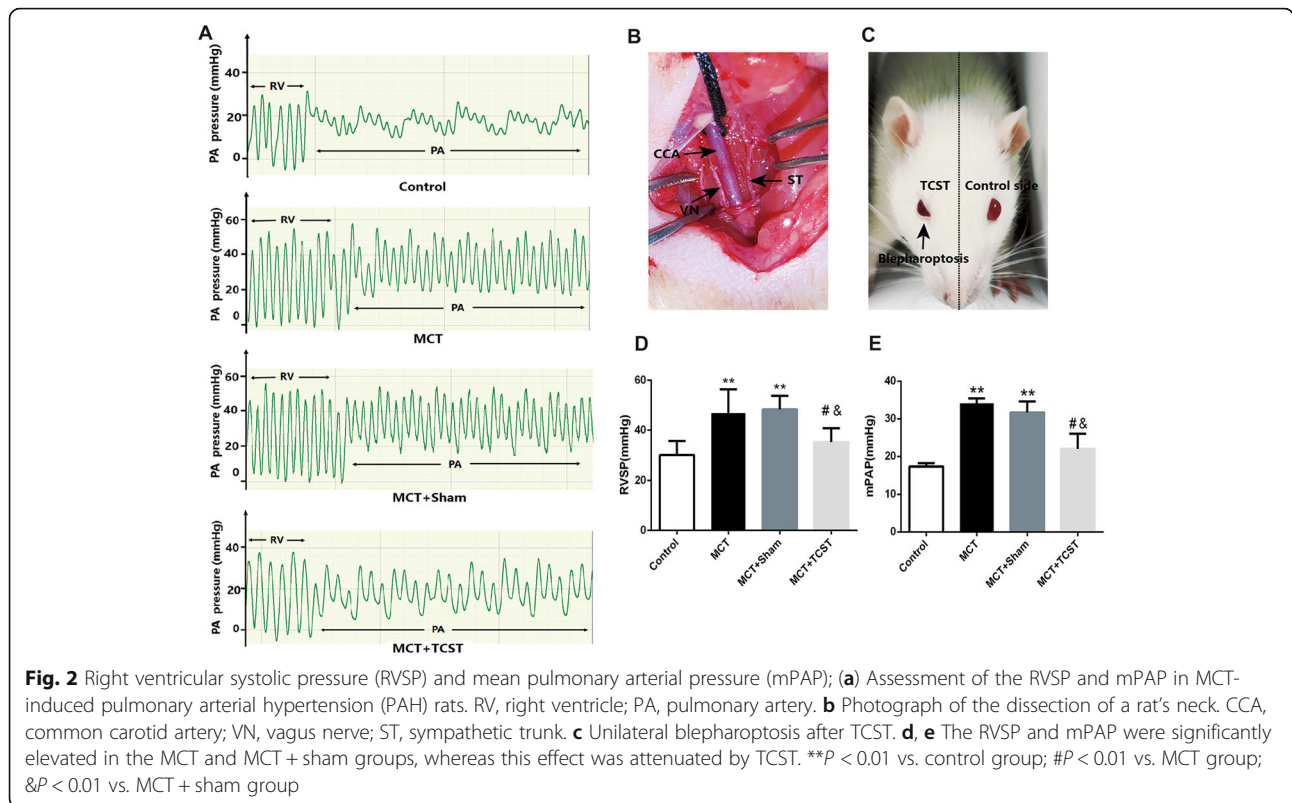 A
PA pressure (mmHg)
40
20
0
RV
PA
Control
PA pressure (mmHg)
60
40
20
0
RV
PA
MCT
PA pressure (mmHg)
60
40
20
0
RV
PA
MCT+Sham
PA pressure (mmHg)
40
20
0
RV
PA
MCT+TCST
B
CCA
ST
VN
C
TCST
Control side
Blepharoptosis
D
RVSP(mmHg)
60
40
20
0
**
**
# &
Control
MCT
MCT+Sham
MCT+TCST
E
mPAP(mmHg)
40
30
20
10
0
**
**
#&
Control
MCT
MCT+Sham
MCT+TCST
Fig. 2 Right ventricular systolic pressure (RVSP) and mean pulmonary arterial pressure (mPAP); (a) Assessment of the RVSP and mPAP in MCT-
induced pulmonary arterial hypertension (PAH) rats. RV, right ventricle; PA, pulmonary artery. b Photograph of the dissection of a rat's neck. CCA,
common carotid artery; VN, vagus nerve; ST, sympathetic trunk. c Unilateral blepharoptosis after TCST. d, e The RVSP and mPAP were significantly
elevated in the MCT and MCT + sham groups, whereas this effect was attenuated by TCST. **P < 0.01 vs. control group; #P < 0.01 vs. MCT group;
&P < 0.01 vs. MCT + sham group